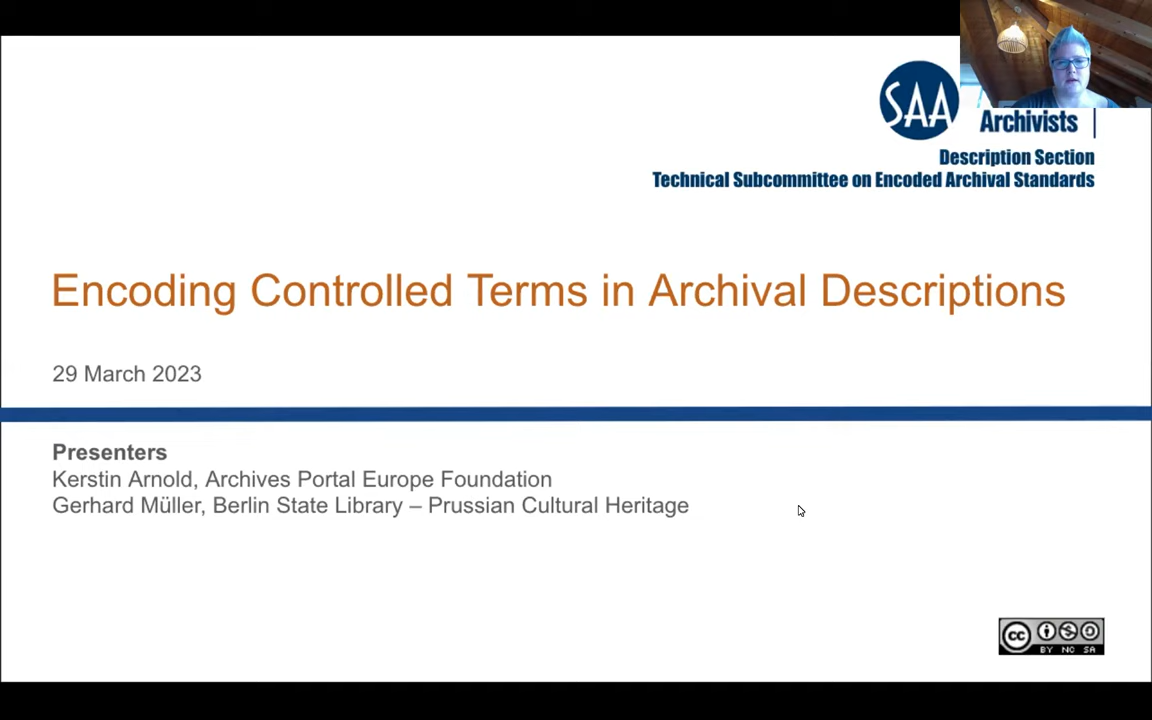 SAA
Archivists
Description Section
Technical Subcommittee on Encoded Archival Standards
Encoding Controlled Terms in Archival Descriptions
29 March 2023
Presenters
Kerstin Arnold, Archives Portal Europe Foundation
Gerhard Müller, Berlin State Library – Prussian Cultural Heritage
cc
BY NC SA